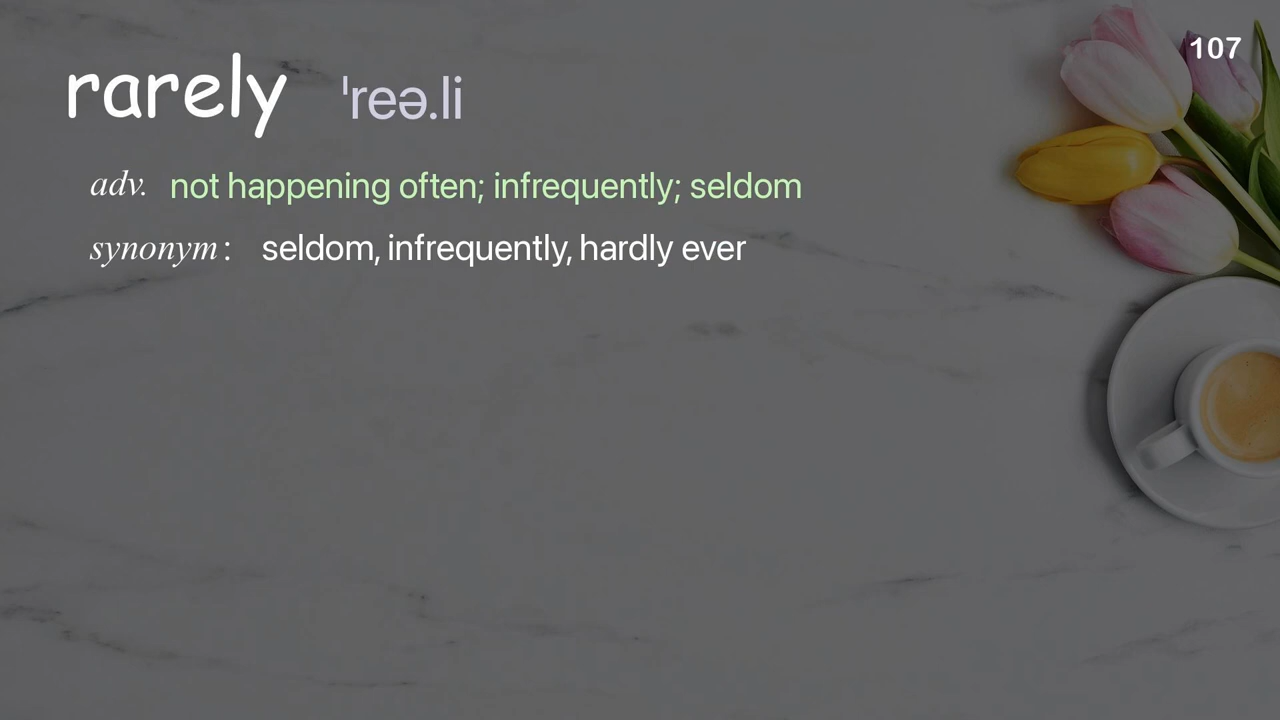 107
rarely ˈreə.li
adv. not happening often; infrequently; seldom
synonym : seldom, infrequently, hardly ever